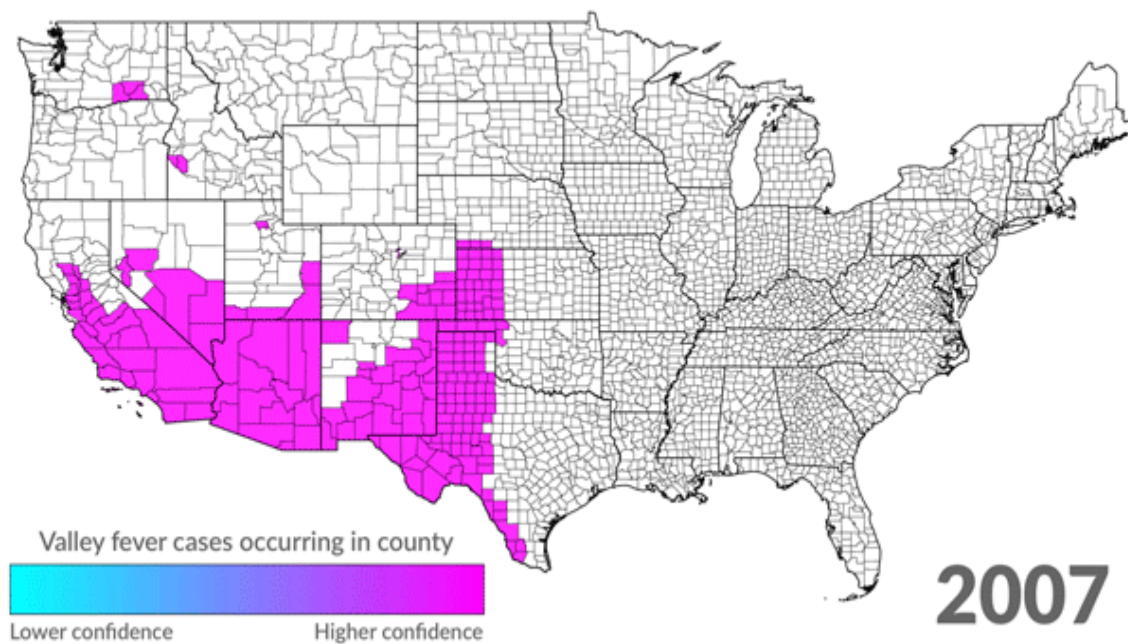 Valley fever cases occurring in county
Lower confidence
Higher confidence
2007